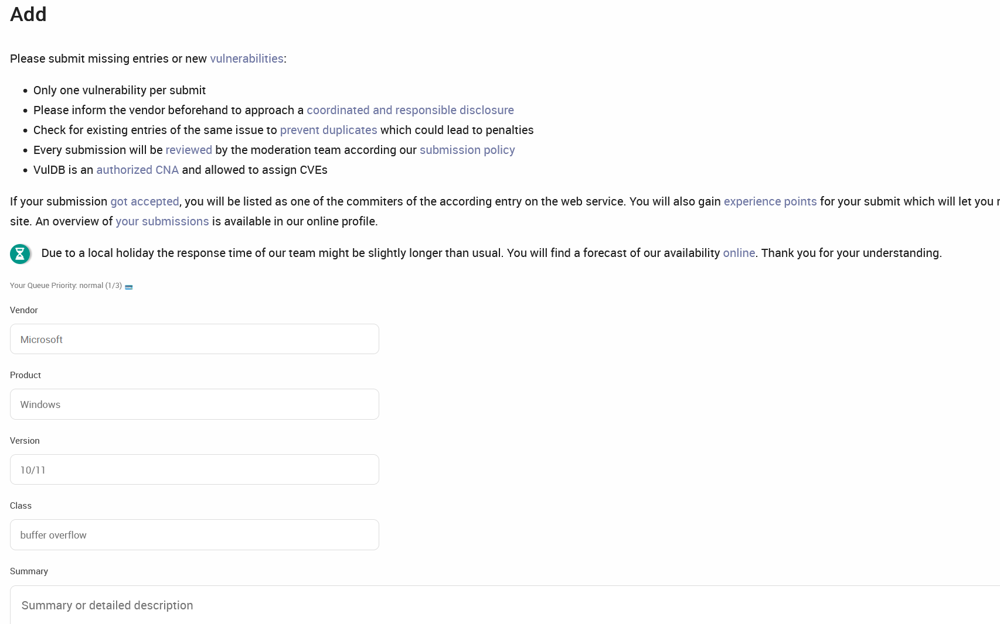 Add
Please submit missing entries or new vulnerabilities:
Only one vulnerability per submit
Please inform the vendor beforehand to approach a coordinated and responsible disclosure
Check for existing entries of the same issue to prevent duplicates which could lead to penalties
Every submission will be reviewed by the moderation team according our submission policy
VulDB is an authorized CNA and allowed to assign CVEs
If your submission got accepted, you will be listed as one of the commiters of the according entry on the web service. You will also gain experience points for your submit which will let you
site. An overview of your submissions is available in our online profile.
Due to a local holiday the response time of our team might be slightly longer than usual. You will find a forecast of our availability online. Thank you for your understanding.
Your Queue Priority: normal (1/3)
Vendor
Microsoft
Product
Windows
Version
10/11
Class
buffer overflow
Summary
Summary or detailed description